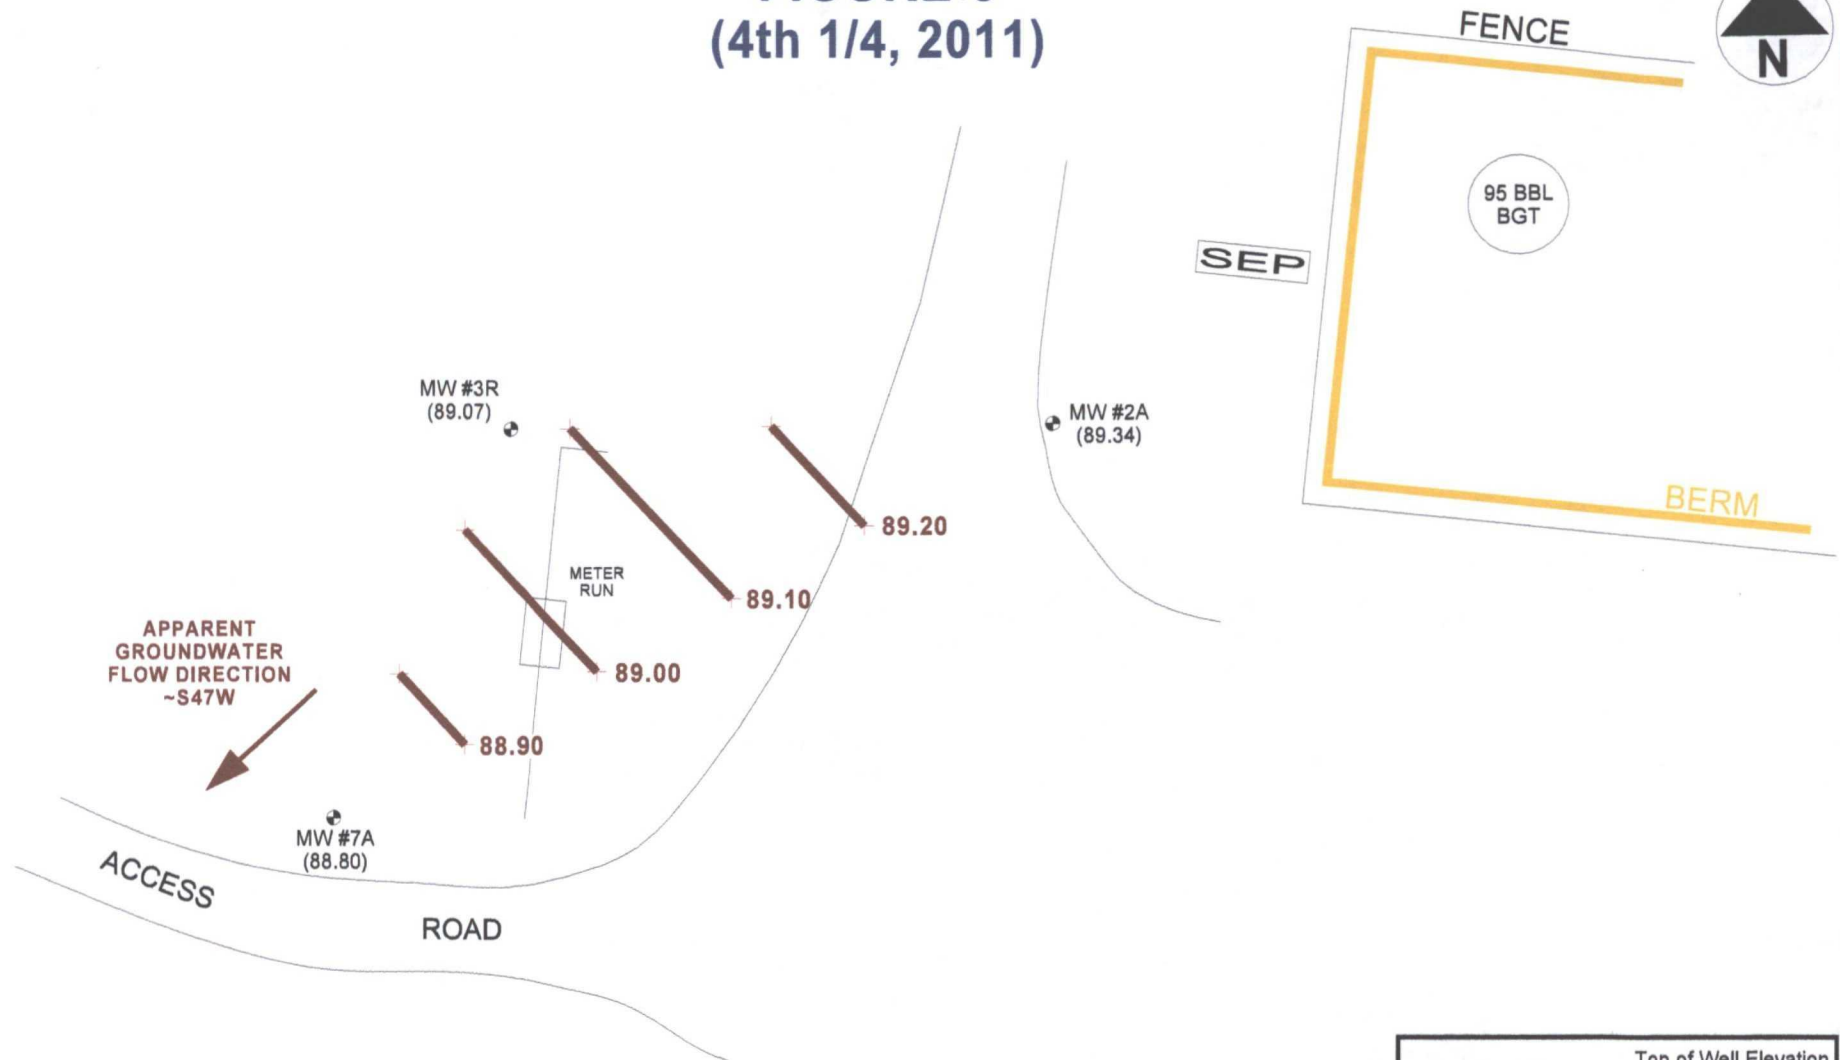 (4th 1/4, 2011)
FENCE
N
95 BBL
BGT
SEP
MW #3R
(89.07)
MW #2A
(89.34)
BERM
89.20
METER
RUN
89.10
APPARENT
GROUNDWATER
FLOW DIRECTION
~S47W
89.00
88.90
MW #7A
(88.80)
ACCESS
ROAD
Top of Well Elevation